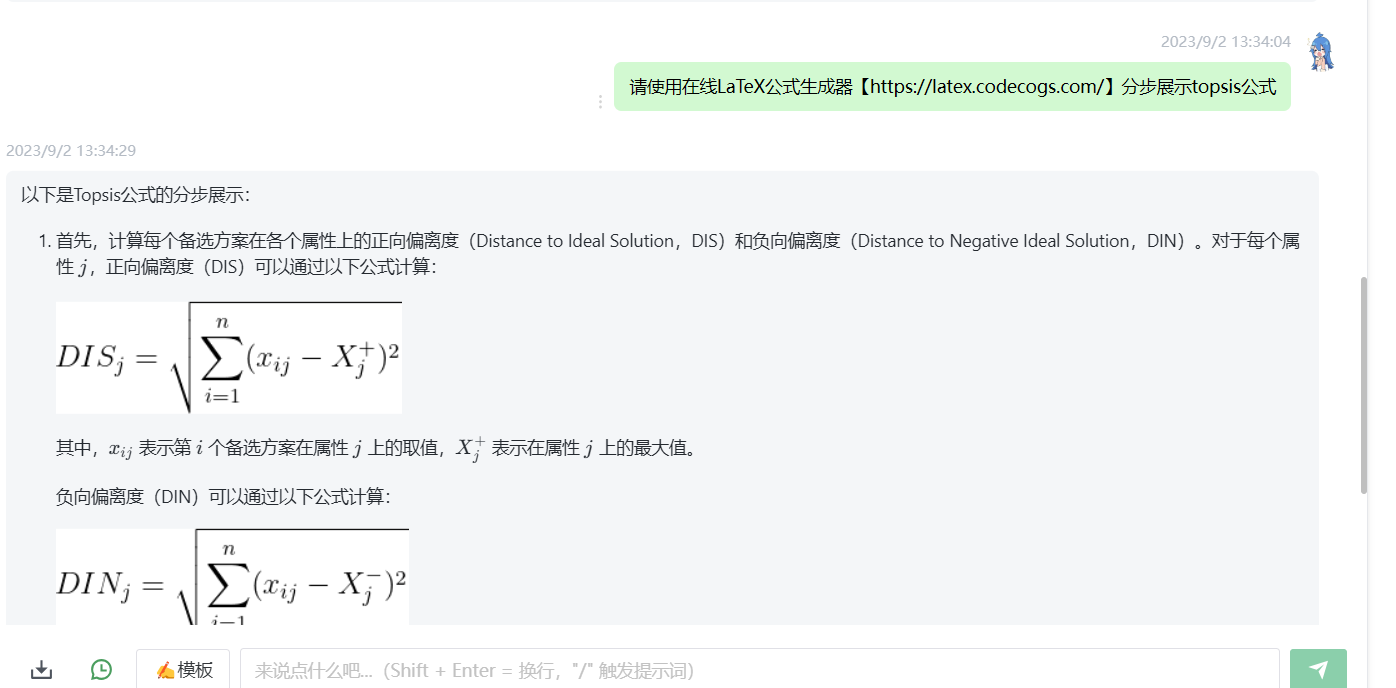 2023/9/2 13:34:04
请使用在线LaTeX公式生成器【https://latex.codecogs.com/】分步展示topsis公式
2023/9/2 13:34:29
以下是Topsis公式的分步展示：
1. 首先，计算每个备选方案在各个属性上的正向偏离度（Distance to Ideal Solution，DIS）和负向偏离度（Distance to Negative Ideal Solution，DIN）。对于每个属
性 j，正向偏离度（DIS）可以通过以下公式计算：
DIS_j = \sqrt{\sum_{i=1}^{n}(x_{ij} - X_j^+)^2}
其中，x_{ij} 表示第 i 个备选方案在属性 j 上的取值，X_j^+ 表示在属性 j 上的最大值。
负向偏离度（DIN）可以通过以下公式计算：
DIN_j = \sqrt{\sum_{i=1}^{n}(x_{ij} - X_j^-)^2}
✍️模板
来说点什么吧...（Shift + Enter = 换行，"/" 触发提示词）